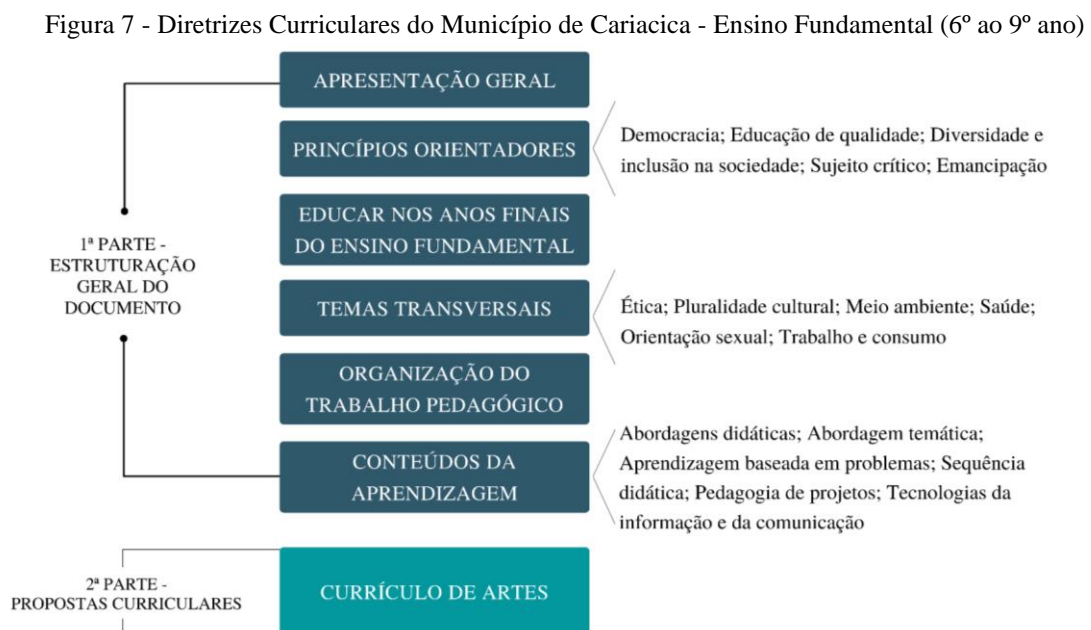 Figura 7 - Diretrizes Curriculares do Município de Cariacica - Ensino Fundamental (6º ao 9º ano)
APRESENTAÇÃO GERAL
PRINCÍPIOS ORIENTADORES
Democracia; Educação de qualidade; Diversidade e
inclusão na sociedade; Sujeito crítico; Emancipação
EDUCAR NOS ANOS FINAIS
DO ENSINO FUNDAMENTAL
1ª PARTE -
ESTRUTURAÇÃO
GERAL DO
DOCUMENTO
TEMAS TRANSVERSAIS
Ética; Pluralidade cultural; Meio ambiente; Saúde;
Orientação sexual; Trabalho e consumo
ORGANIZAÇÃO DO
TRABALHO PEDAGÓGICO
CONTEÚDOS DA
APRENDIZAGEM
Abordagens didáticas; Abordagem temática;
Aprendizagem baseada em problemas; Sequência
didática; Pedagogia de projetos; Tecnologias da
informação e da comunicação
2ª PARTE -
PROPOSTAS CURRICULARES
CURRÍCULO DE ARTES